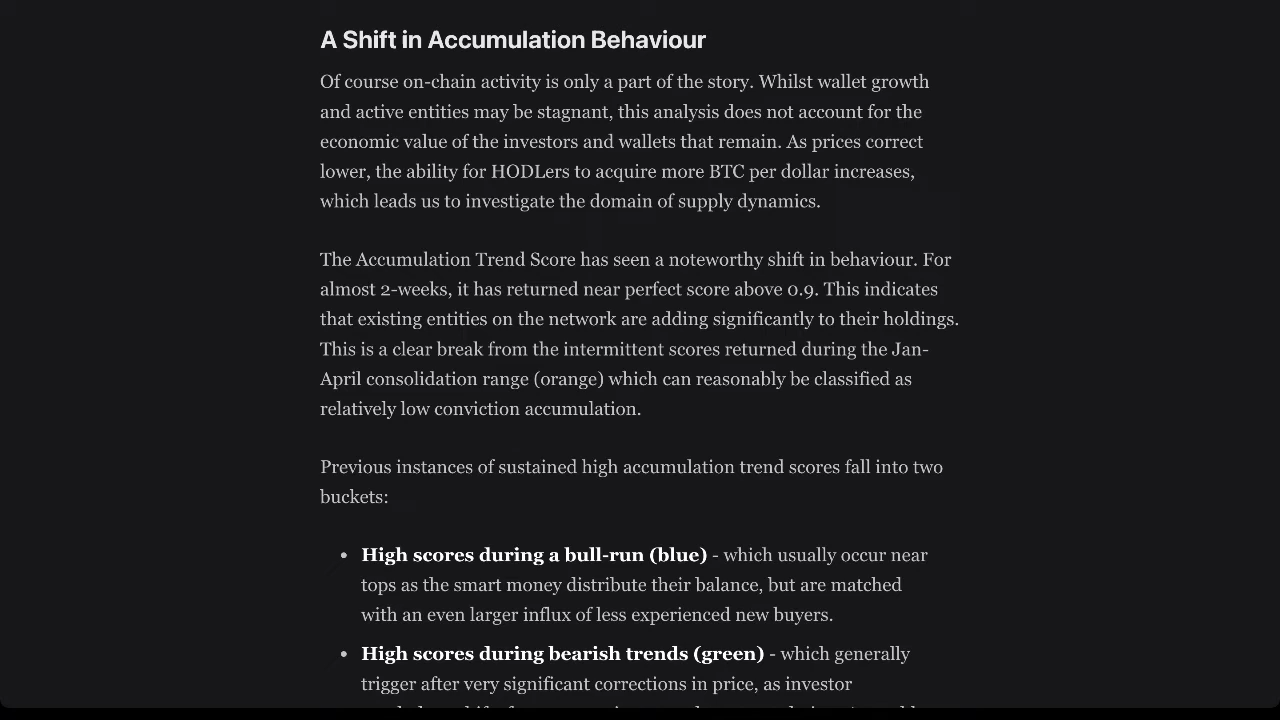 A Shift in Accumulation Behaviour
Of course on-chain activity is only a part of the story. Whilst wallet growth
and active entities may be stagnant, this analysis does not account for the
economic value of the investors and wallets that remain. As prices correct
lower, the ability for HODLers to acquire more BTC per dollar increases,
which leads us to investigate the domain of supply dynamics.
The Accumulation Trend Score has seen a noteworthy shift in behaviour. For
almost 2-weeks, it has returned near perfect score above 0.9. This indicates
that existing entities on the network are adding significantly to their holdings.
This is a clear break from the intermittent scores returned during the Jan-
April consolidation range (orange) which can reasonably be classified as
relatively low conviction accumulation.
Previous instances of sustained high accumulation trend scores fall into two
buckets:
• High scores during a bull-run (blue) - which usually occur near
tops as the smart money distribute their balance, but are matched
with an even larger influx of less experienced new buyers.
• High scores during bearish trends (green) - which generally
trigger after very significant corrections in price, as investor